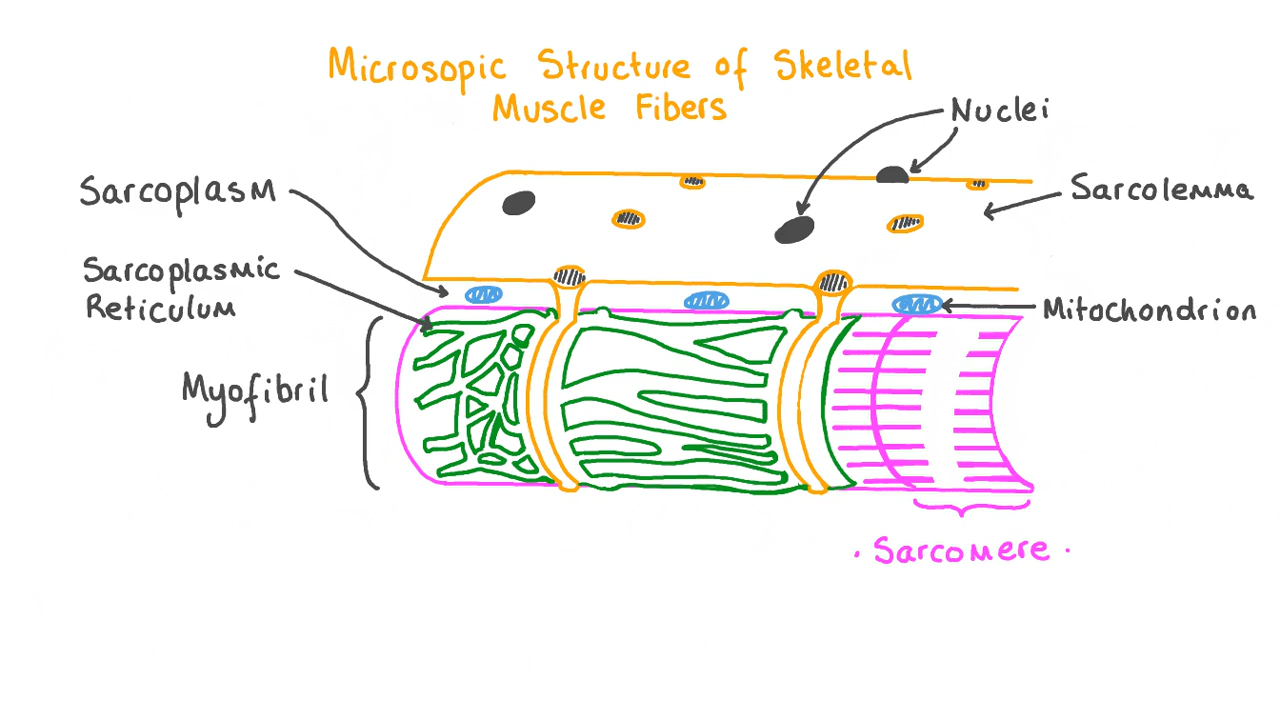 Microsopic Structure of Skeletal
Muscle Fibers
Nuclei
Sarcoplasm
Sarcolemma
Sarcoplasmic
Reticulum
Mitochondrion
Myofibril
· Sarcomere ·